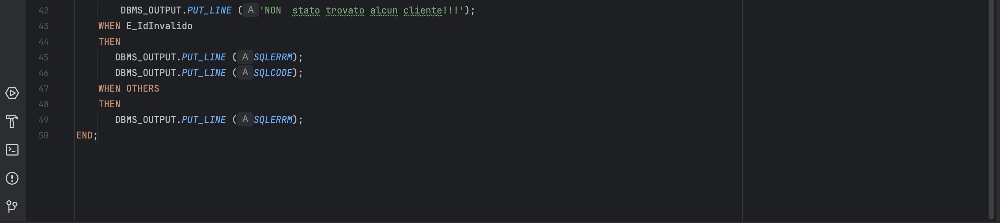 42 DBMS_OUTPUT.PUT_LINE ( A 'NON  stato trovato alcun cliente!!!');
43 WHEN E_IdInvalido
44 THEN
45 DBMS_OUTPUT.PUT_LINE ( A SQLERRM);
46 DBMS_OUTPUT.PUT_LINE ( A SQLCODE);
47 WHEN OTHERS
48 THEN
49 DBMS_OUTPUT.PUT_LINE ( A SQLERRM);
50 END;